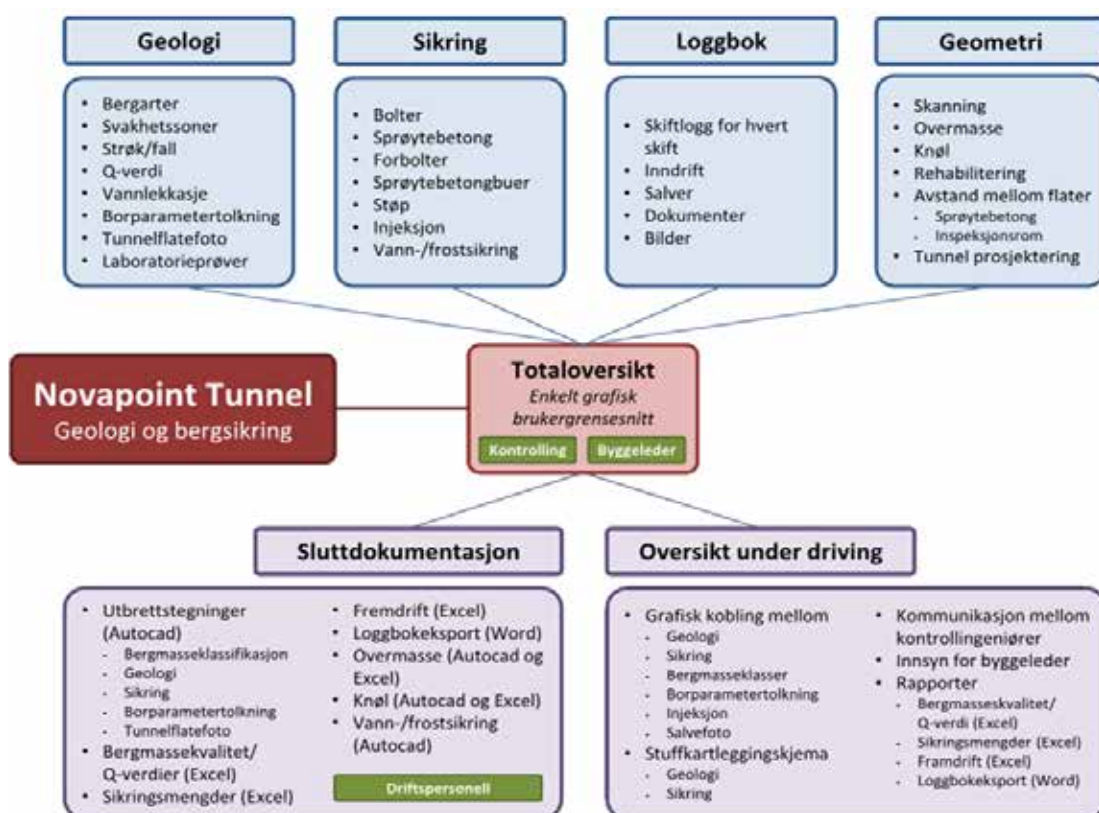 Geologi
Bergarter
Svakhetssoner
Strøk/fall
Q-verdi
Vannlekkasje
Borparametertolkning
Tunnelflatefoto
Laboratorieprøver
Sikring
Bolter
Sprøytebetong
Forbolter
Sprøytebetongbuer
Støp
Injeksjon
Vann-/frostsikring
Loggbok
Skiftlogg for hvert
skift
Inndrift
Salver
Dokumenter
Bilder
Geometri
Skanning
Overmasse
Knøl
Rehabilitering
Avstand mellom flater
Sprøytebetong
Inspeksjonsrom
Tunnel prosjektering
Novapoint Tunnel
Geologi og bergsikring
Totaloversikt
Enkelt grafisk
brukergrensesnitt
Kontrolling
Byggeleder
Sluttdokumentasjon
Utbrettstegninger
(Autocad)
Bergmasseklassifikasjon
Geologi
Sikring
Borparametertolkning
Tunnelflatefoto
Bergmassekvalitet/
Q-verdier (Excel)
Sikringsmengder (Excel)
Fremdrift (Excel)
Loggbokeksport (Word)
Overmasse (Autocad og
Excel)
Knøl (Autocad og Excel)
Vann-/frostsikring
(Autocad)
Driftspersonell
Oversikt under driving
Grafisk kobling mellom
Geologi
Sikring
Bergmasseklasser
Borparametertolkning
Injeksjon
Salvefoto
Stuffkartleggingskjema
Geologi
Sikring
Kommunikasjon mellom
kontrollingeniører
Innsyn for byggeleder
Rapporter
Bergmasseskvalitet/
Q-verdi (Excel)
Sikringsmengder (Excel)
Framdrift (Excel)
Loggbokeksport (Word)